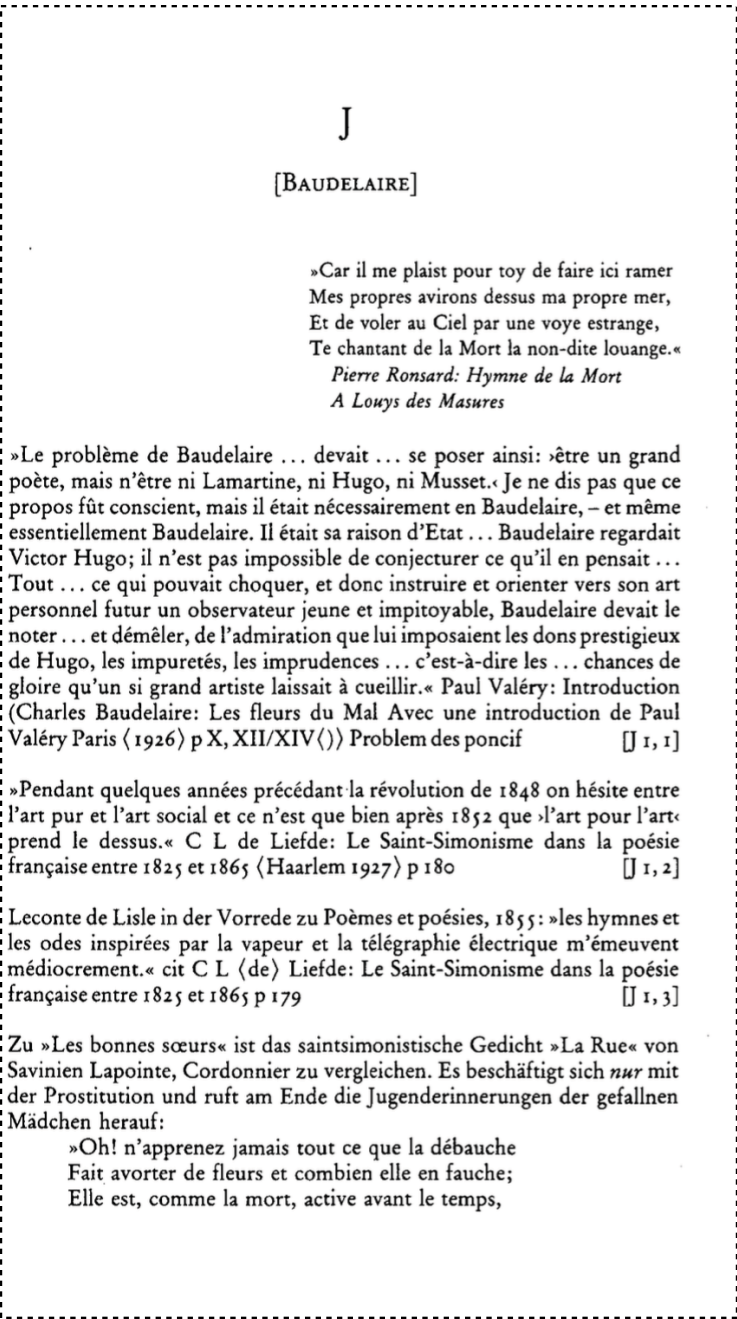 J
[BAUDELAIRE]
»Car il me plaist pour toy de faire ici ramer
Mes propres avirons dessus ma propre mer,
Et de voler au Ciel par une voye estrange,
Te chantant de la Mort la non-dite louange.«
Pierre Ronsard: Hymne de la Mort
A Louys des Masures
»Le problème de Baudelaire ... devait ... se poser ainsi: ›être un grand
poète, mais n'être ni Lamartine, ni Hugo, ni Musset.‹ Je ne dis pas que ce
propos fût conscient, mais il était nécessairement en Baudelaire, – et même
essentiellement Baudelaire. Il était sa raison d'Etat ... Baudelaire regardait
Victor Hugo; il n'est pas impossible de conjecturer ce qu'il en pensait ...
Tout ... ce qui pouvait choquer, et donc instruire et orienter vers son art
personnel futur un observateur jeune et impitoyable, Baudelaire devait le
noter ... et démêler, de l'admiration que lui imposaient les dons prestigieux
de Hugo, les impuretés, les imprudences ... c'est-à-dire les ... chances de
gloire qu'un si grand artiste laissait à cueillir.« Paul Valéry: Introduction
(Charles Baudelaire: Les fleurs du Mal Avec une introduction de Paul
Valéry Paris ⟨1926⟩ p X, XII/XIV⟨)⟩ Problem des poncif [J 1, 1]
»Pendant quelques années précédant la révolution de 1848 on hésite entre
l'art pur et l'art social et ce n'est que bien après 1852 que ›l'art pour l'art‹
prend le dessus.« C L de Liefde: Le Saint-Simonisme dans la poésie
française entre 1825 et 1865 ⟨Haarlem 1927⟩ p 180 [J 1, 2]
Leconte de Lisle in der Vorrede zu Poèmes et poésies, 1855: »les hymnes et
les odes inspirées par la vapeur et la télégraphie électrique m'émeuvent
médiocrement.« cit C L ⟨de⟩ Liefde: Le Saint-Simonisme dans la poésie
française entre 1825 et 1865 p 179 [J 1, 3]
Zu »Les bonnes sœurs« ist das saintsimonistische Gedicht »La Rue« von
Savinien Lapointe, Cordonnier zu vergleichen. Es beschäftigt sich nur mit
der Prostitution und ruft am Ende die Jugenderinnerungen der gefallnen
Mädchen herauf:
»Oh! n'apprenez jamais tout ce que la débauche
Fait avorter de fleurs et combien elle en fauche;
Elle est, comme la mort, active avant le temps,